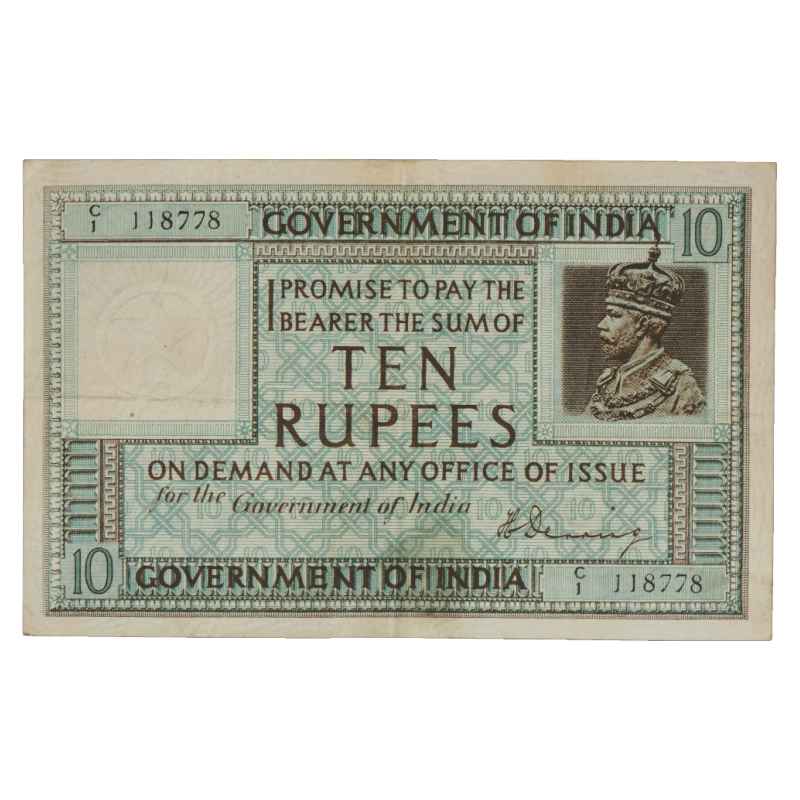 C/1 118778 GOVERNMENT OF INDIA 10
I PROMISE TO PAY THE
BEARER THE SUM OF
TEN
RUPEES
ON DEMAND AT ANY OFFICE OF ISSUE
for the Government of India
H Denning
10 GOVERNMENT OF INDIA C/1 118778